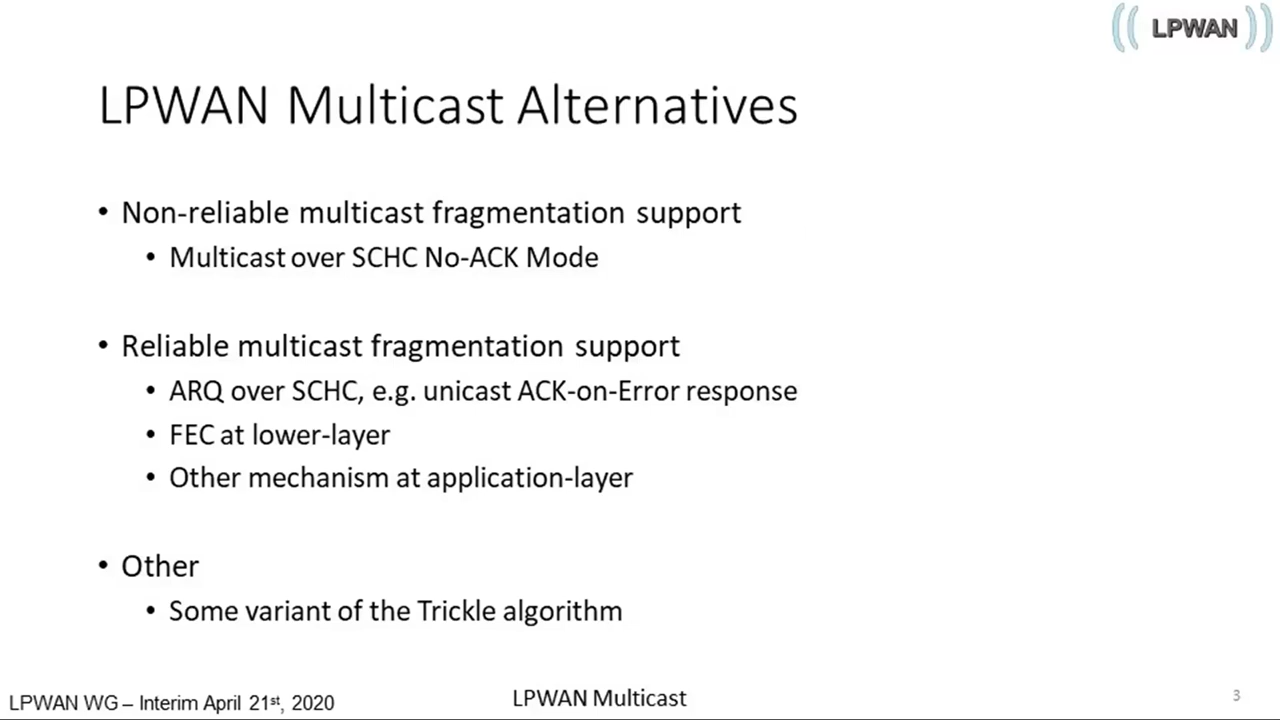 ((LPWAN))
LPWAN Multicast Alternatives
• Non-reliable multicast fragmentation support
• Multicast over SCHC No-ACK Mode
• Reliable multicast fragmentation support
• ARQ over SCHC, e.g. unicast ACK-on-Error response
• FEC at lower-layer
• Other mechanism at application-layer
• Other
• Some variant of the Trickle algorithm
LPWAN WG – Interim April 21st, 2020
LPWAN Multicast
3